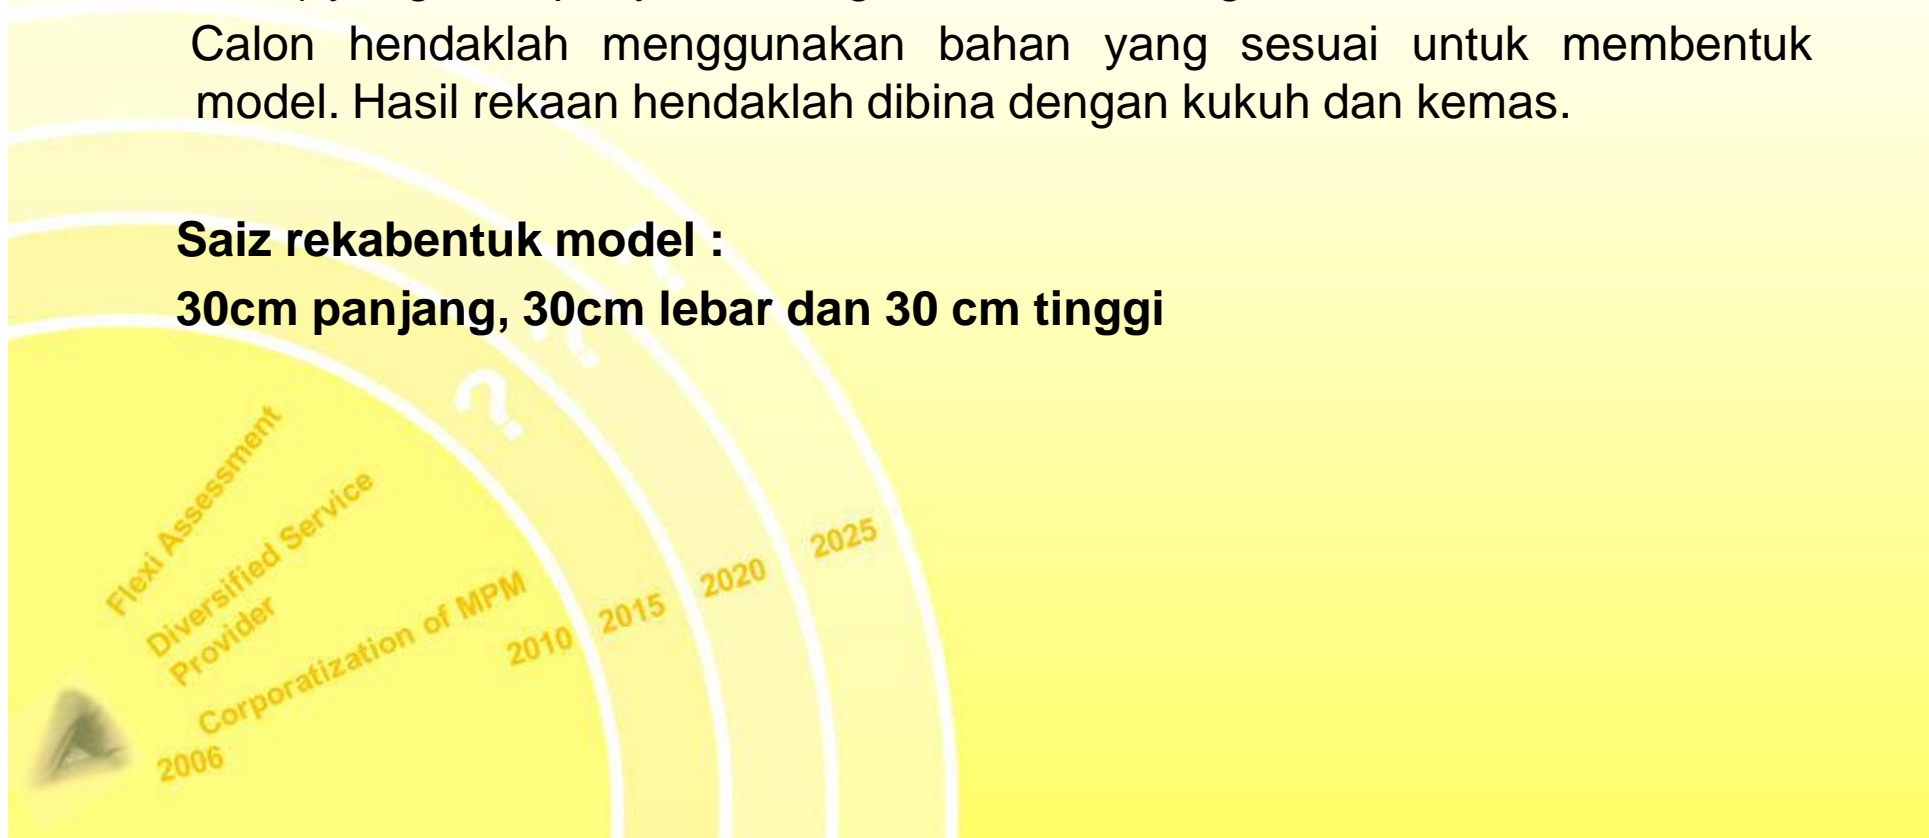 Calon hendaklah menggunakan bahan yang sesuai untuk membentuk
model. Hasil rekaan hendaklah dibina dengan kukuh dan kemas.
Saiz rekabentuk model :
30cm panjang, 30cm lebar dan 30 cm tinggi
?
?
?
Flexi Assessment
Diversified Service
Provider
Corporatization of MPM
2006
2010
2015
2020
2025